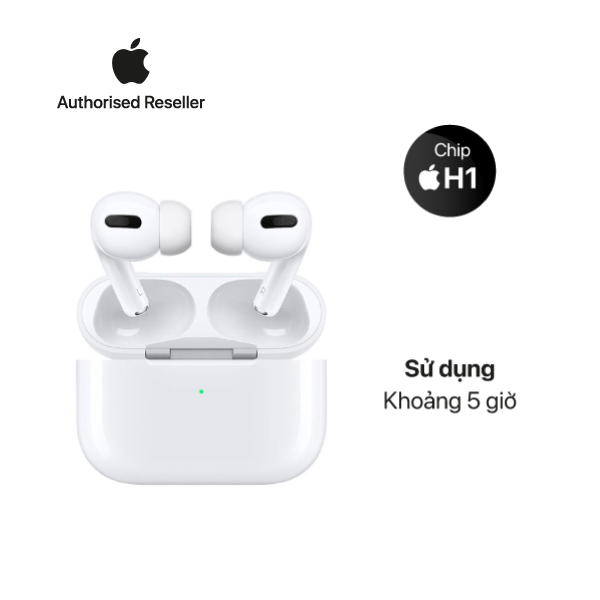 Authorised Reseller
Chip
H1
Sử dụng
Khoảng 5 giờ